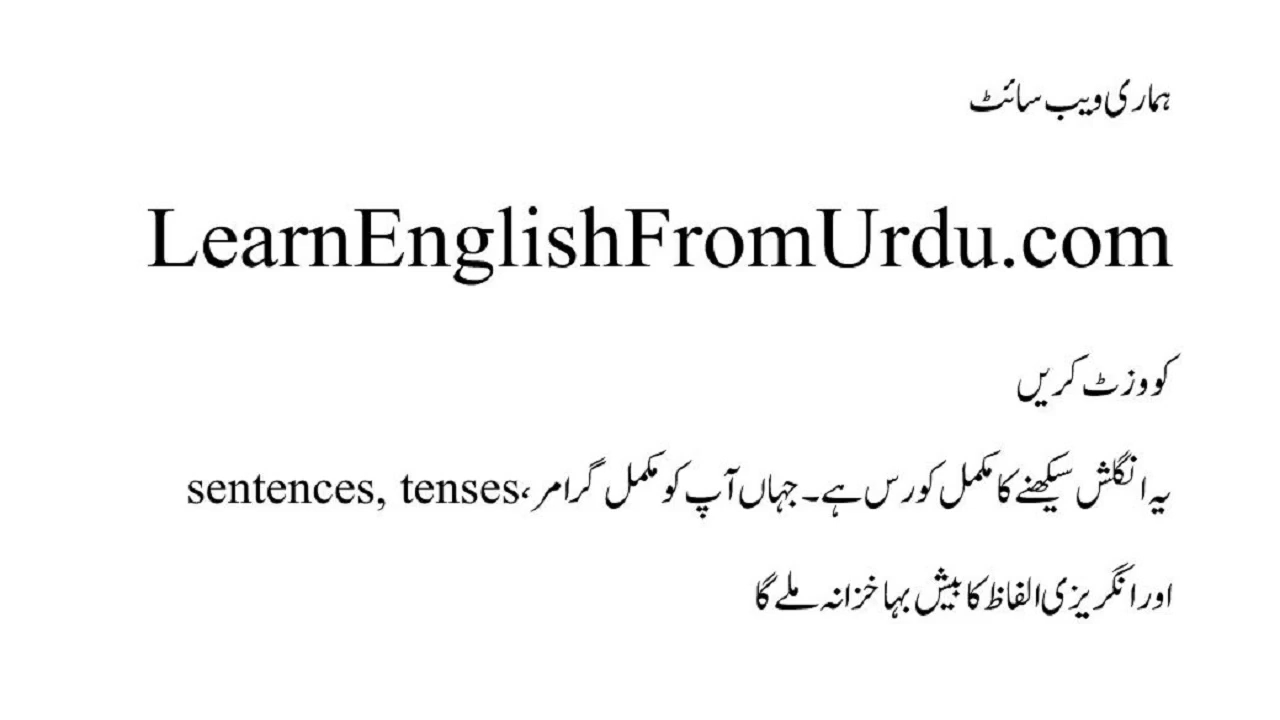 ہماری ویب سائٹ
LearnEnglishFromUrdu.com
کو وزٹ کریں
یہ انگلش سیکھنے کا مکمل کورس ہے۔ جہاں آپ کو مکمل گرامر، sentences, tenses
اور انگریزی الفاظ کا بیش بہا خزانہ ملے گا